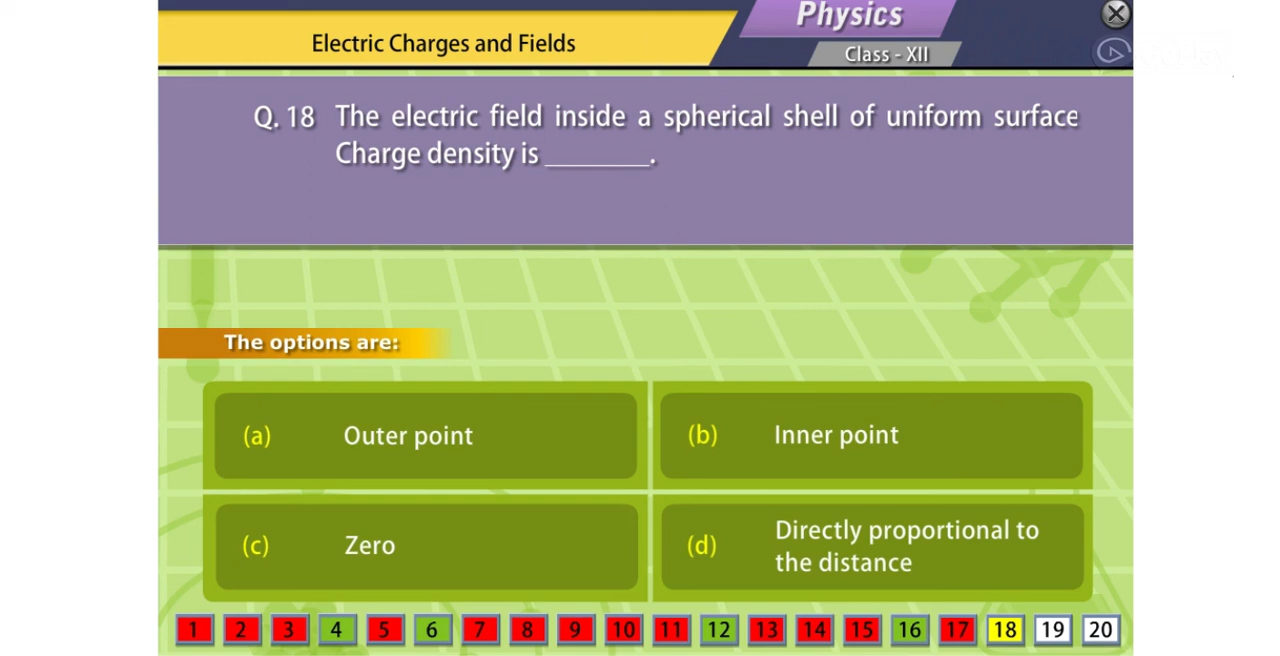 Physics
Electric Charges and Fields
Class - XII
Q. 18 The electric field inside a spherical shell of uniform surface
Charge density is ________.
The options are:
(a) Outer point
(b) Inner point
(c) Zero
(d) Directly proportional to
the distance
1 2 3 4 5 6 7 8 9 10 11 12 13 14 15 16 17 18 19 20